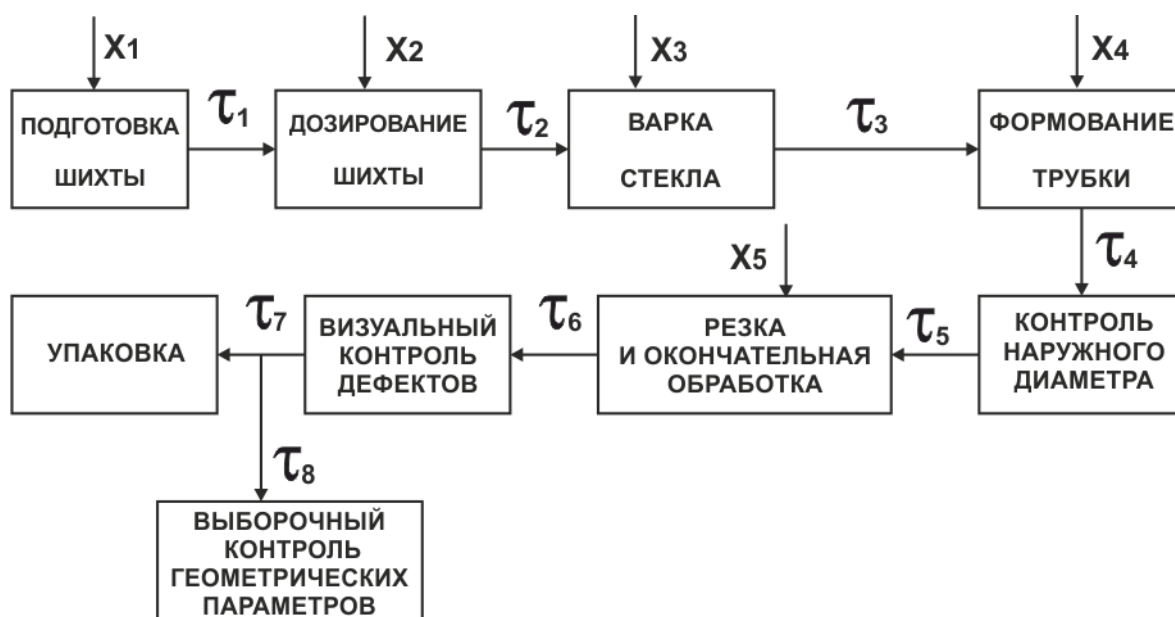 X1
X2
X3
X4
ПОДГОТОВКА
ШИХТЫ
τ1
ДОЗИРОВАНИЕ
ШИХТЫ
τ2
ВАРКА
СТЕКЛА
τ3
ФОРМОВАНИЕ
ТРУБКИ
X5
τ4
УПАКОВКА
τ7
ВИЗУАЛЬНЫЙ
КОНТРОЛЬ
ДЕФЕКТОВ
τ6
РЕЗКА
И ОКОНЧАТЕЛЬНАЯ
ОБРАБОТКА
τ5
КОНТРОЛЬ
НАРУЖНОГО
ДИАМЕТРА
τ8
ВЫБОРОЧНЫЙ
КОНТРОЛЬ
ГЕОМЕТРИЧЕСКИХ
ПАРАМЕТРОВ